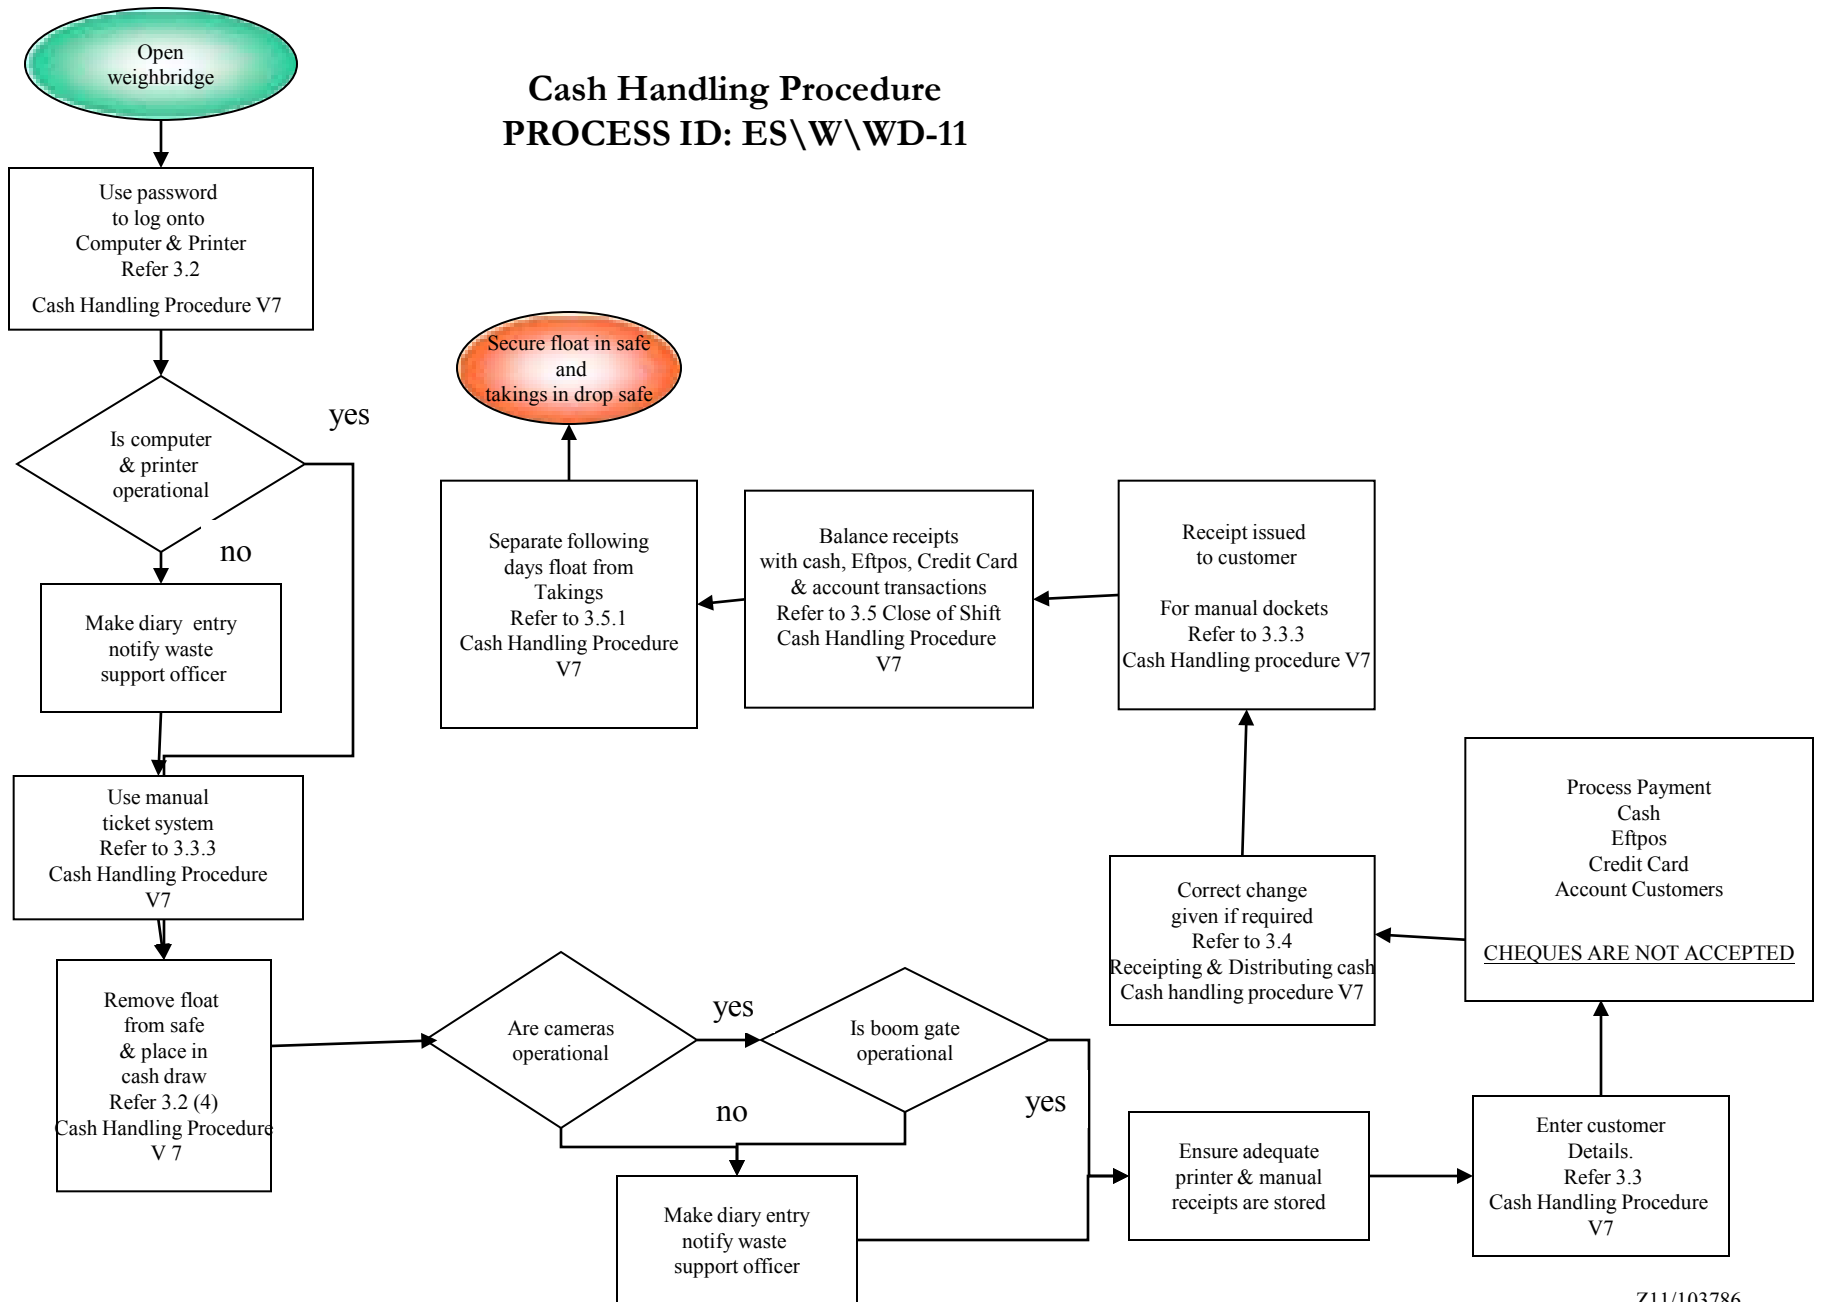 Open
weighbridge
Cash Handling Procedure
PROCESS ID: ES\W\WD-11
Use password
to log onto
Computer & Printer
Refer 3.2
Cash Handling Procedure V7
Is computer
& printer
operational
yes
no
Make diary entry
notify waste
support officer
Use manual
ticket system
Refer to 3.3.3
Cash Handling Procedure
V7
Remove float
from safe
& place in
cash draw
Refer 3.2 (4)
Cash Handling Procedure
V 7
Are cameras
operational
yes
no
Is boom gate
operational
yes
Make diary entry
notify waste
support officer
Ensure adequate
printer & manual
receipts are stored
Enter customer
Details.
Refer 3.3
Cash Handling Procedure
V7
Process Payment
Cash
Eftpos
Credit Card
Account Customers
CHEQUES ARE NOT ACCEPTED
Correct change
given if required
Refer to 3.4
Receipting & Distributing cash
Cash handling procedure V7
Receipt issued
to customer
For manual dockets
Refer to 3.3.3
Cash Handling procedure V7
Balance receipts
with cash, Eftpos, Credit Card
& account transactions
Refer to 3.5 Close of Shift
Cash Handling Procedure
V7
Separate following
days float from
Takings
Refer to 3.5.1
Cash Handling Procedure
V7
Secure float in safe
and
takings in drop safe
Z11/103786